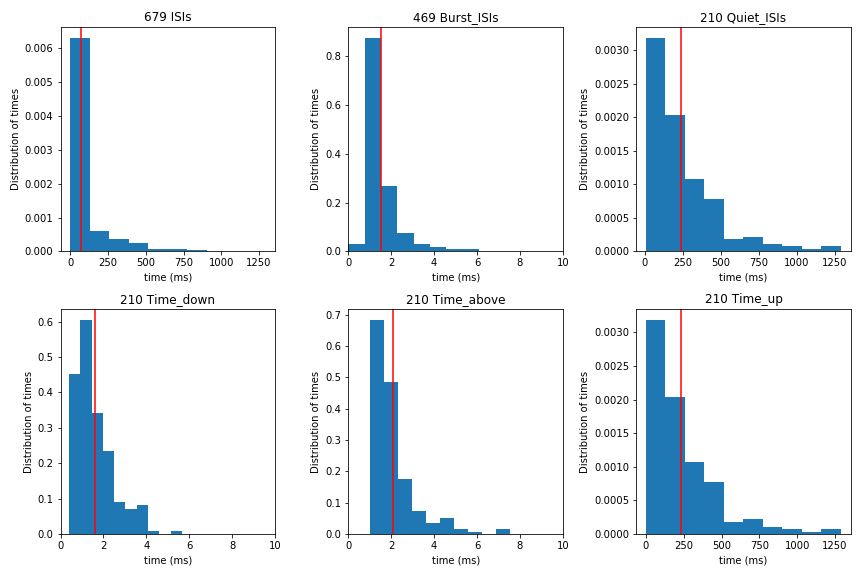 679 ISIs
0.006
0.005
0.004
0.003
0.002
0.001
0.000
Distribution of times
0 250 500 750 1000 1250
time (ms)
469 Burst_ISIs
0.8
0.6
0.4
0.2
0.0
Distribution of times
0 2 4 6 8 10
time (ms)
210 Quiet_ISIs
0.0030
0.0025
0.0020
0.0015
0.0010
0.0005
0.0000
Distribution of times
0 250 500 750 1000 1250
time (ms)
210 Time_down
0.6
0.5
0.4
0.3
0.2
0.1
0.0
Distribution of times
0 2 4 6 8 10
time (ms)
210 Time_above
0.7
0.6
0.5
0.4
0.3
0.2
0.1
0.0
Distribution of times
0 2 4 6 8 10
time (ms)
210 Time_up
0.0030
0.0025
0.0020
0.0015
0.0010
0.0005
0.0000
Distribution of times
0 250 500 750 1000 1250
time (ms)